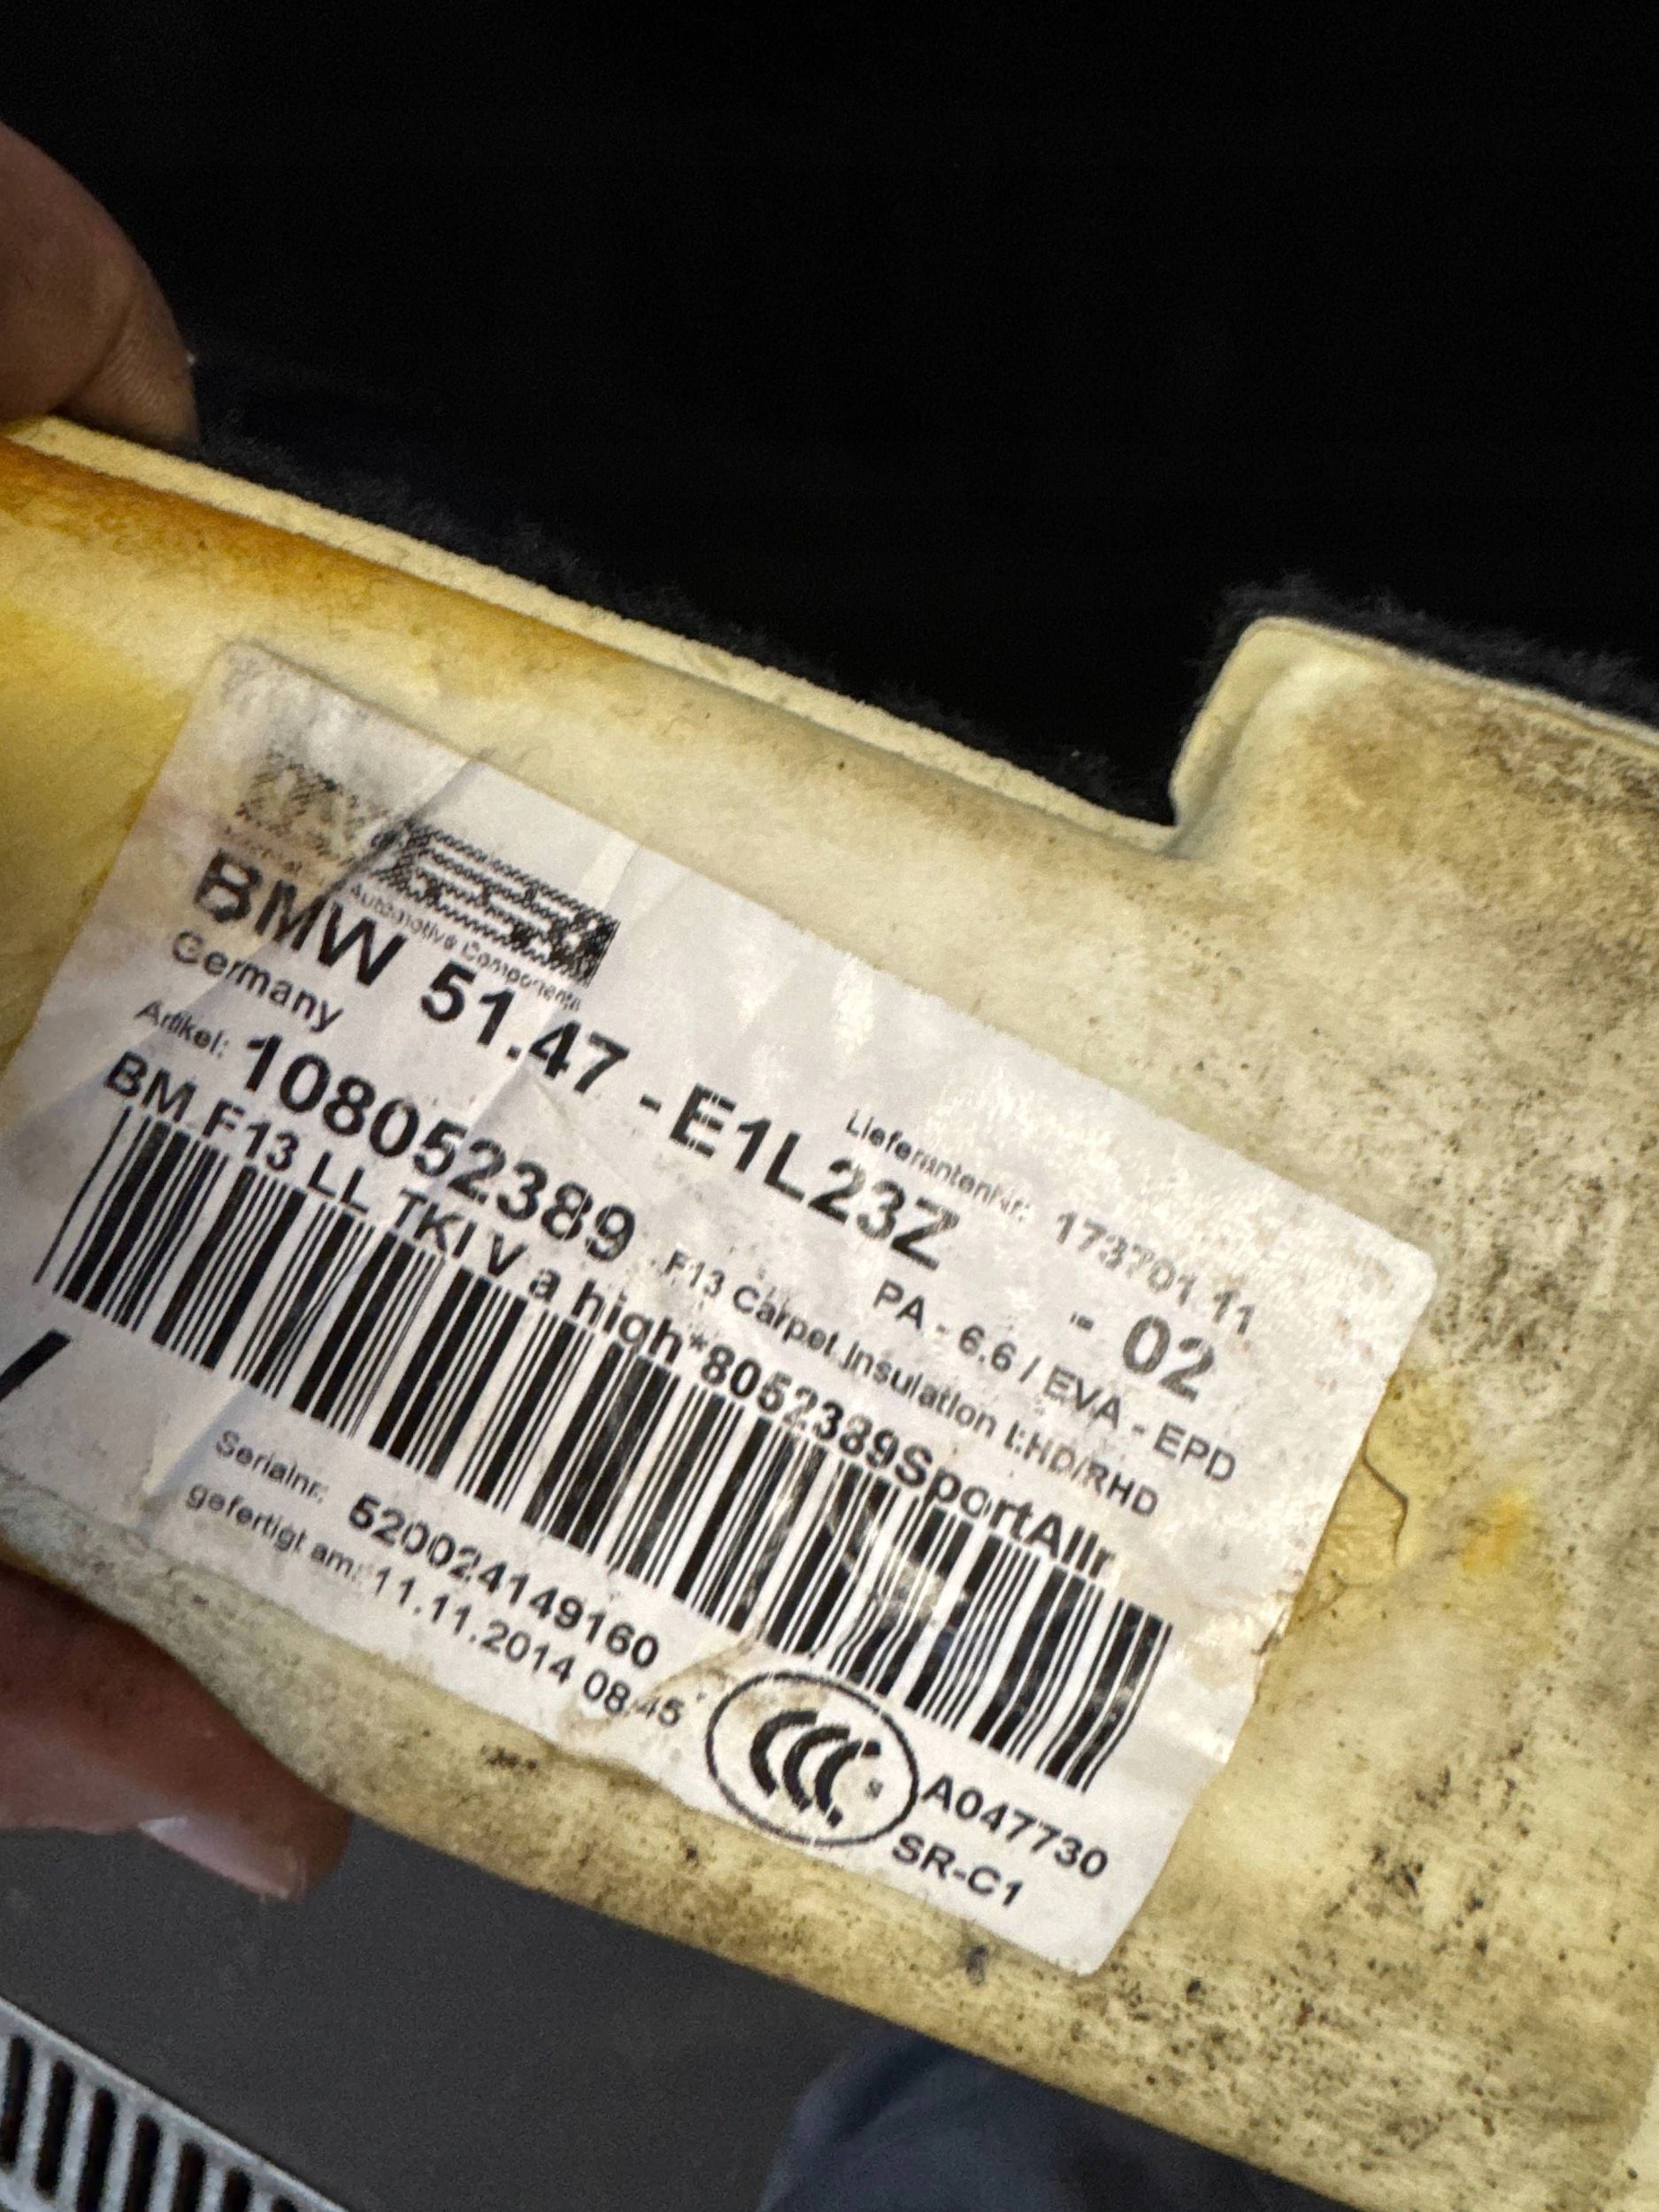 Automotive Components
BMW 51.47 - E1L23Z - 02
Germany
Lieferantennr.: 173701 11
PA - 6.6 / EVA - EPD
Artikel: 108052389 F13 Carpet Insulation LHD/RHD
BM F13 LL TKI V a high*8052389SportAllr
Serialnr.: 520024149160
gefertigt am: 11.11.2014 08:45
A047730
SR-C1